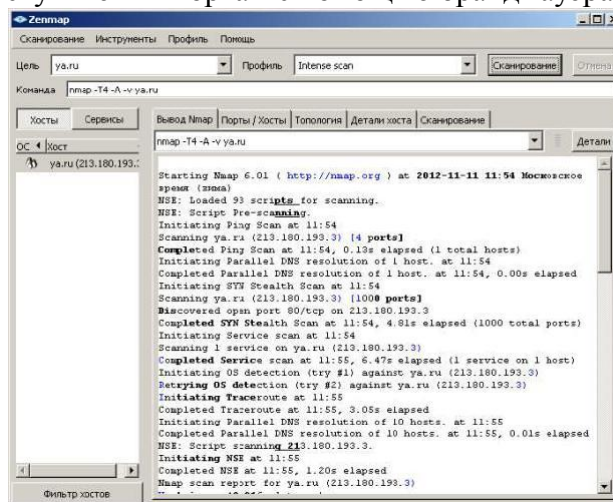 Zenmap
Сканирование Инструменты Профиль Помощь
Цель ya.ru Профиль Intense scan Сканирование Отмена
Команда nmap -T4 -A -v ya.ru
Хосты Сервисы Вывод Nmap Порты / Хосты Топология Детали хоста Сканирование
ОС Хост nmap -T4 -A -v ya.ru Детали
ya.ru (213.180.193.
Starting Nmap 6.01 ( http://nmap.org ) at 2012-11-11 11:54 Московское
время (зима)
NSE: Loaded 93 scripts for scanning.
NSE: Script Pre-scanning.
Initiating Ping Scan at 11:54
Scanning ya.ru (213.180.193.3) [4 ports]
Completed Ping Scan at 11:54, 0.13s elapsed (1 total hosts)
Initiating Parallel DNS resolution of 1 host. at 11:54
Completed Parallel DNS resolution of 1 host. at 11:54, 0.00s elapsed
Initiating SYN Stealth Scan at 11:54
Scanning ya.ru (213.180.193.3) [1000 ports]
Discovered open port 80/tcp on 213.180.193.3
Completed SYN Stealth Scan at 11:54, 4.81s elapsed (1000 total ports)
Initiating Service scan at 11:54
Scanning 1 service on ya.ru (213.180.193.3)
Completed Service scan at 11:55, 6.47s elapsed (1 service on 1 host)
Initiating OS detection (try #1) against ya.ru (213.180.193.3)
Retrying OS detection (try #2) against ya.ru (213.180.193.3)
Initiating Traceroute at 11:55
Completed Traceroute at 11:55, 3.05s elapsed
Initiating Parallel DNS resolution of 10 hosts. at 11:55
Completed Parallel DNS resolution of 10 hosts. at 11:55, 0.01s elapsed
NSE: Script scanning 213.180.193.3.
Initiating NSE at 11:55
Completed NSE at 11:55, 1.20s elapsed
Nmap scan report for ya.ru (213.180.193.3)
Фильтр хостов